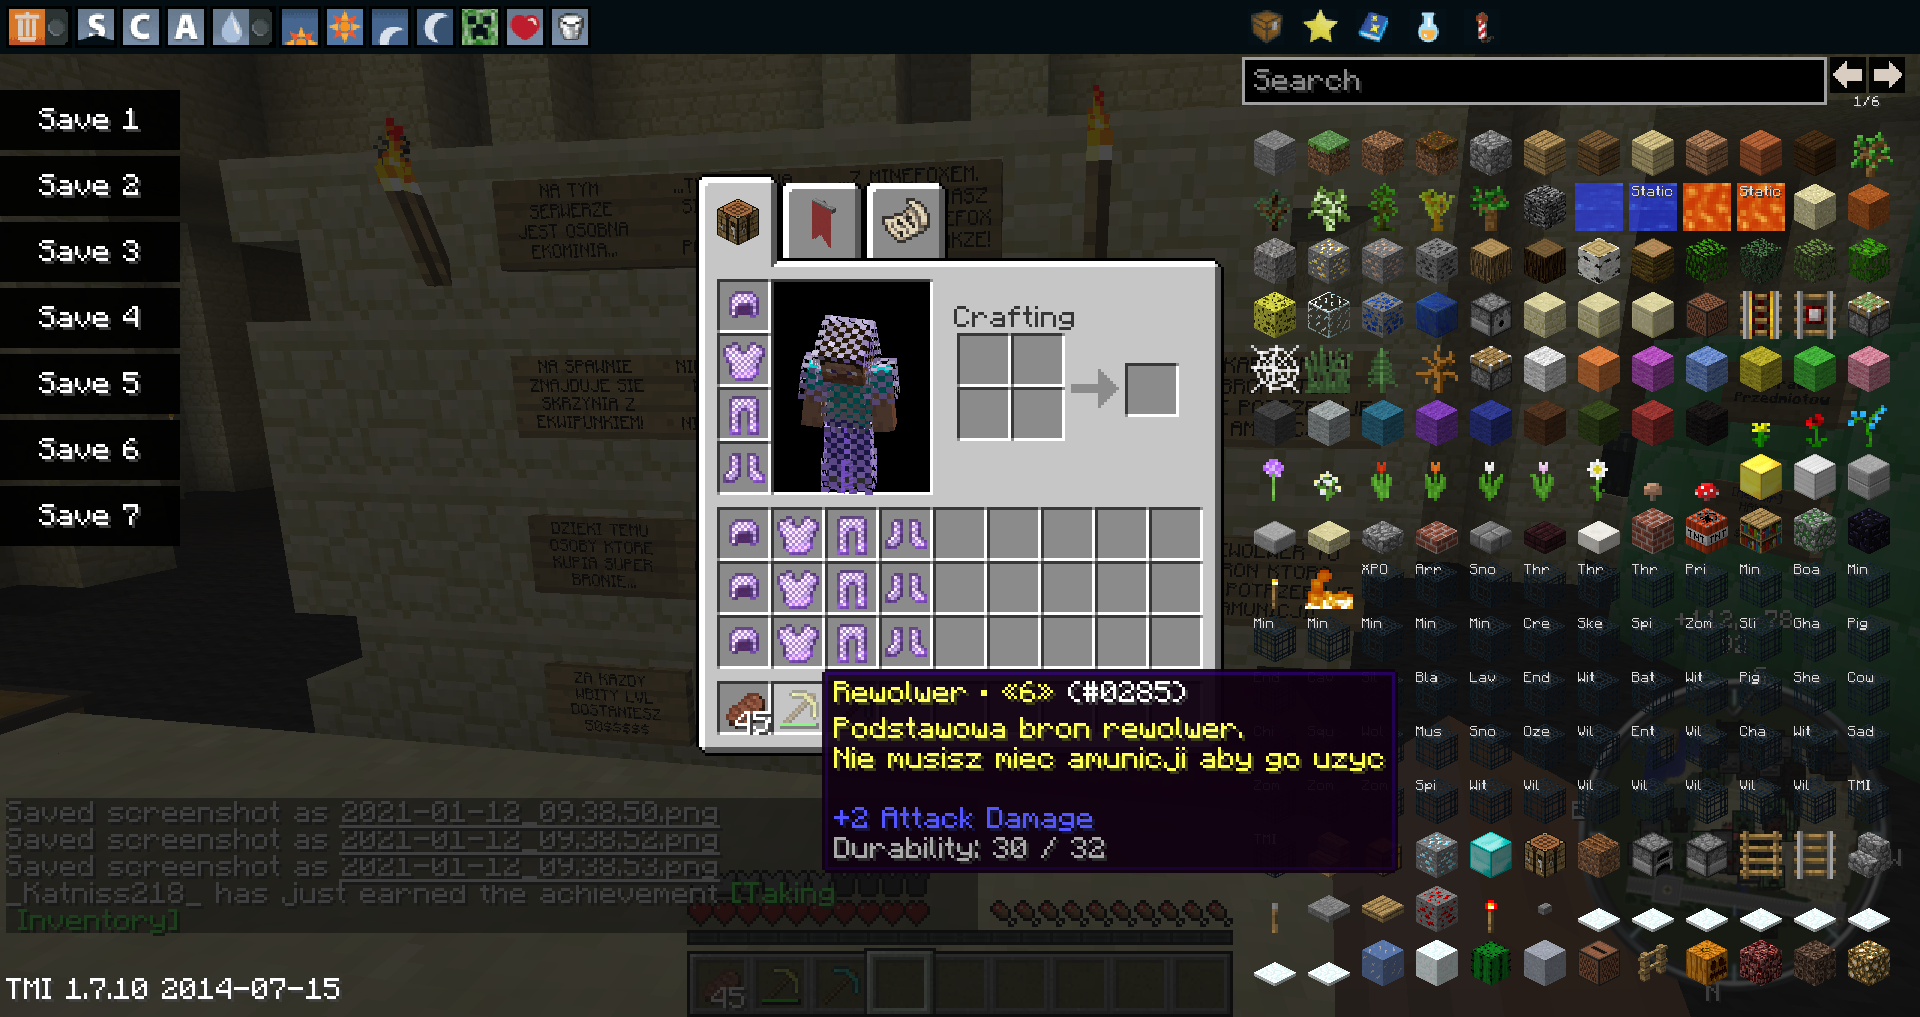 S C A
Search
1/6
Save 1
Save 2
Save 3
Save 4
Save 5
Save 6
Save 7
NA TYM
SERWERZE
JEST OSOBNA
EKOMINIA...
Z MINEFOXEM.
NA SPAWNIE
ZNAJDUJE SIE
SKRZYNIA Z
EKWIPUNKIEM!
DZIEKI TEMU
OSOBY KTORE
KUPIA SUPER
BRONIE...
ZA KAZDY
WBITY LWL
DOSTANIESZ
50$$$$$
Crafting
Static
Static
Przedmioty
XPO Arr Sno Thr Thr Thr Pri Min Boa Min
Min Min Min Min Min Cre Ske Spi Zom Sli Gha Pig
Bla Lav End Wit Bat Wit Pig She Cow
Mus Sno Oze Vil Ent Vil Cha Wit Sad
Spi Wit Vil Vil Vil Vil Vil Vil TMI
45
Rewolwer • «6» (#0285)
Podstawowa bron rewolwer.
Nie musisz miec amunicji aby go uzyc
+2 Attack Damage
Durability: 30 / 32
Saved screenshot as 2021-01-12_09.38.50.png
Saved screenshot as 2021-01-12_09.38.52.png
Saved screenshot as 2021-01-12_09.38.53.png
_Katniss218_ has just earned the achievement [Taking
Inventory]
45
TMI 1.7.10 2014-07-15
N